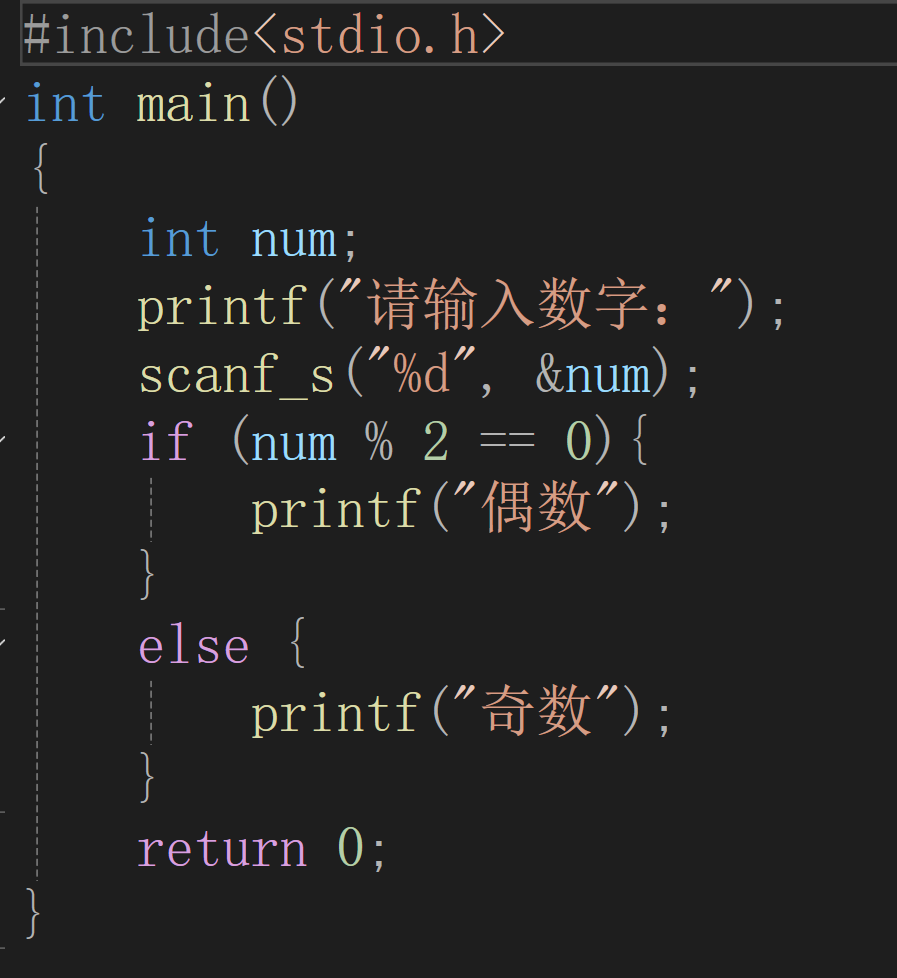 #include<stdio.h>
int main()
{
    int num;
    printf("请输入数字：");
    scanf_s("%d", &num);
    if (num % 2 == 0){
        printf("偶数");
    }
    else {
        printf("奇数");
    }
    return 0;
}